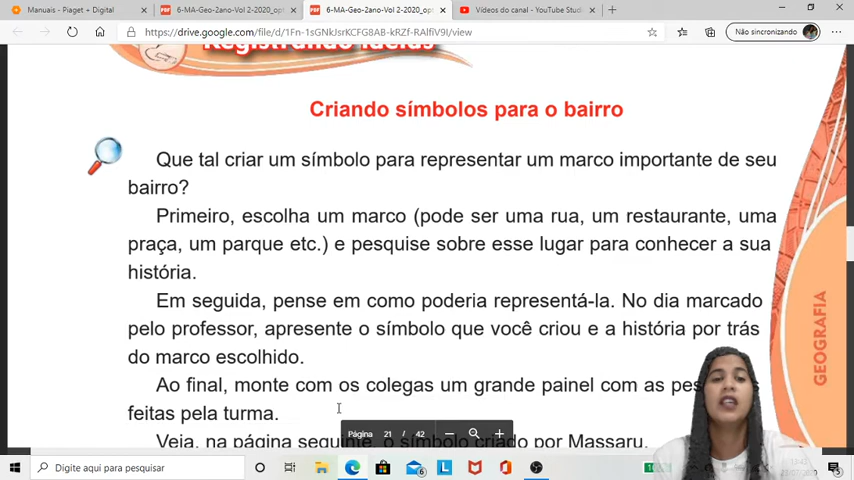 Manuais - Piaget + Digital
6-MA-Geo-2ano-Vol 2-2020_opt
6-MA-Geo-2ano-Vol 2-2020_opt
Vídeos do canal - YouTube Studi
https://drive.google.com/file/d/1Fn-1sGNkJsrKCFG8AB-kRZf-RAlfiV9I/view
Não sincronizando
Registrando ideias
Criando símbolos para o bairro
Que tal criar um símbolo para representar um marco importante de seu
bairro?
Primeiro, escolha um marco (pode ser uma rua, um restaurante, uma
praça, um parque etc.) e pesquise sobre esse lugar para conhecer a sua
história.
Em seguida, pense em como poderia representá-la. No dia marcado
pelo professor, apresente o símbolo que você criou e a história por trás
do marco escolhido.
Ao final, monte com os colegas um grande painel com as
feitas pela turma.
Veja, na página seguinte, o símbolo criado por Massaru.
GEOGRAFIA
Página 21 / 42
Digite aqui para pesquisar